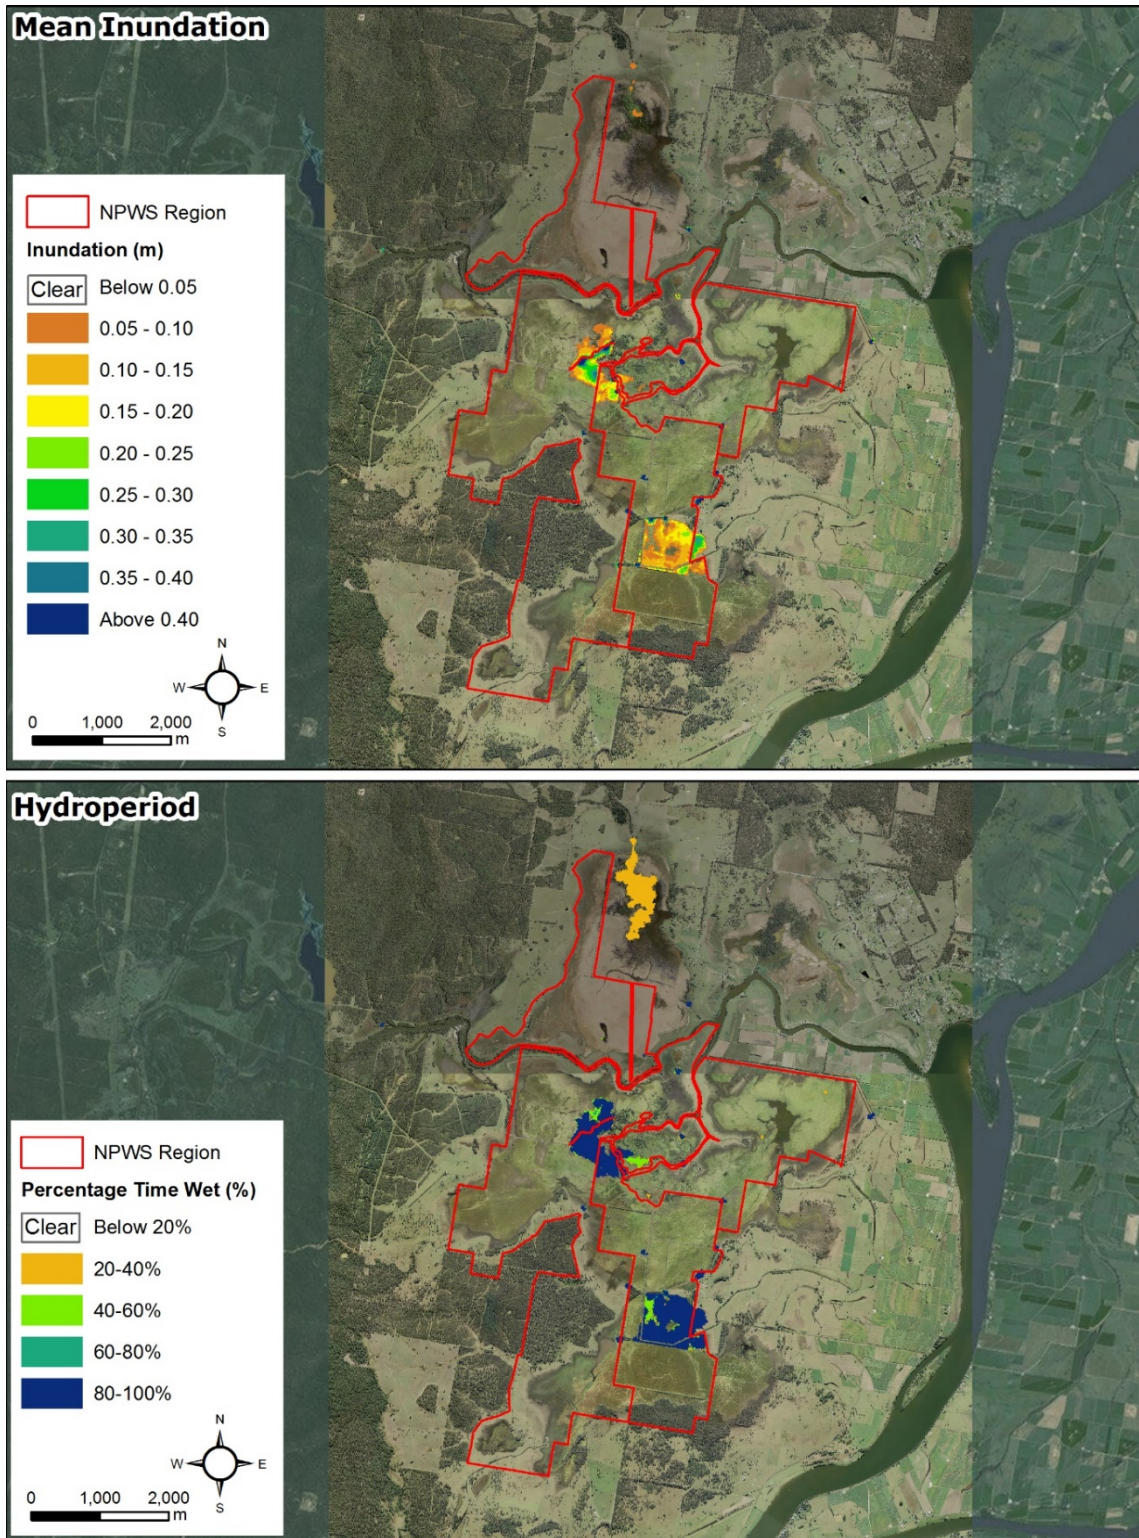 Mean Inundation
NPWS Region
Inundation (m)
Clear Below 0.05
0.05 - 0.10
0.10 - 0.15
0.15 - 0.20
0.20 - 0.25
0.25 - 0.30
0.30 - 0.35
0.35 - 0.40
Above 0.40
N
W E
S
0 1,000 2,000
m
Hydroperiod
NPWS Region
Percentage Time Wet (%)
Clear Below 20%
20-40%
40-60%
60-80%
80-100%
N
W E
S
0 1,000 2,000
m